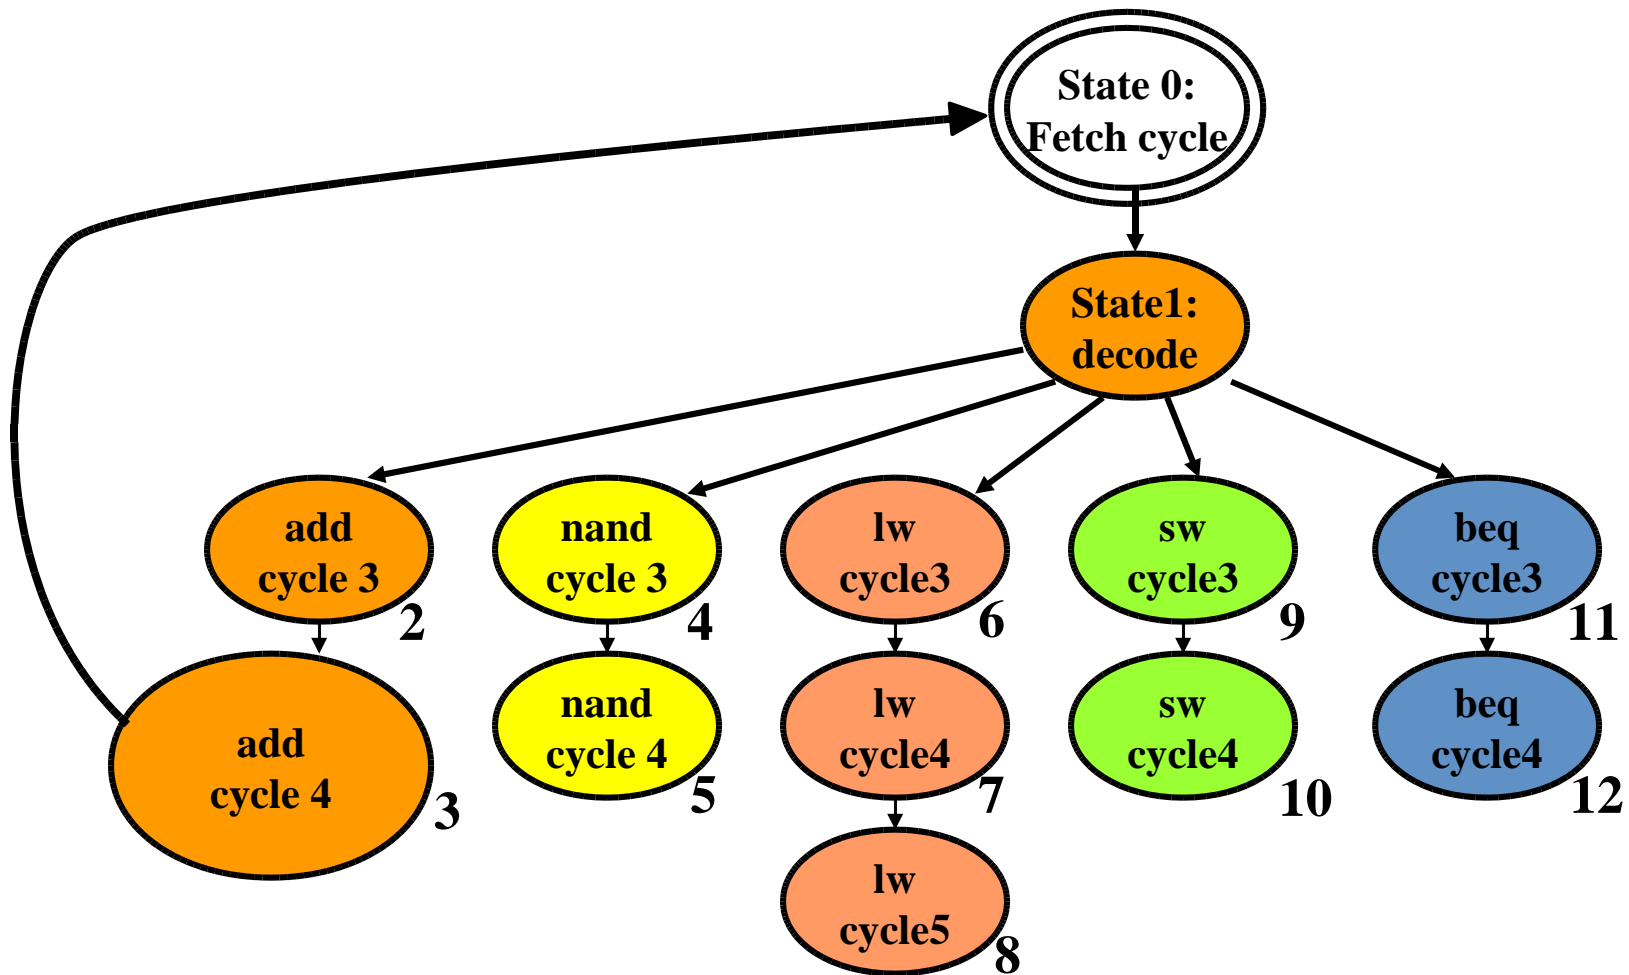 State 0:
Fetch cycle
State1:
decode
add
cycle 3
2
nand
cycle 3
4
lw
cycle3
6
sw
cycle3
9
beq
cycle3
11
add
cycle 4
3
nand
cycle 4
5
lw
cycle4
7
sw
cycle4
10
beq
cycle4
12
lw
cycle5
8